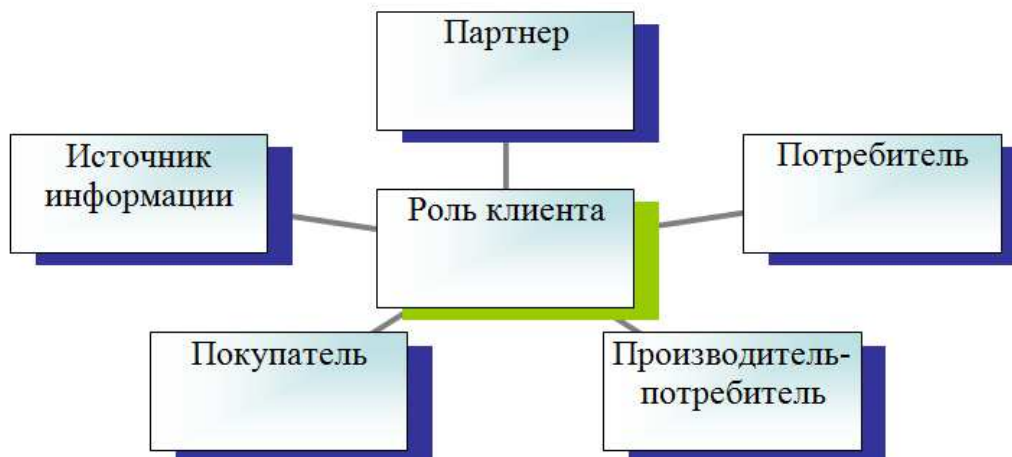 Партнер
Источник
информации
Потребитель
Роль клиента
Покупатель
Производитель-
потребитель